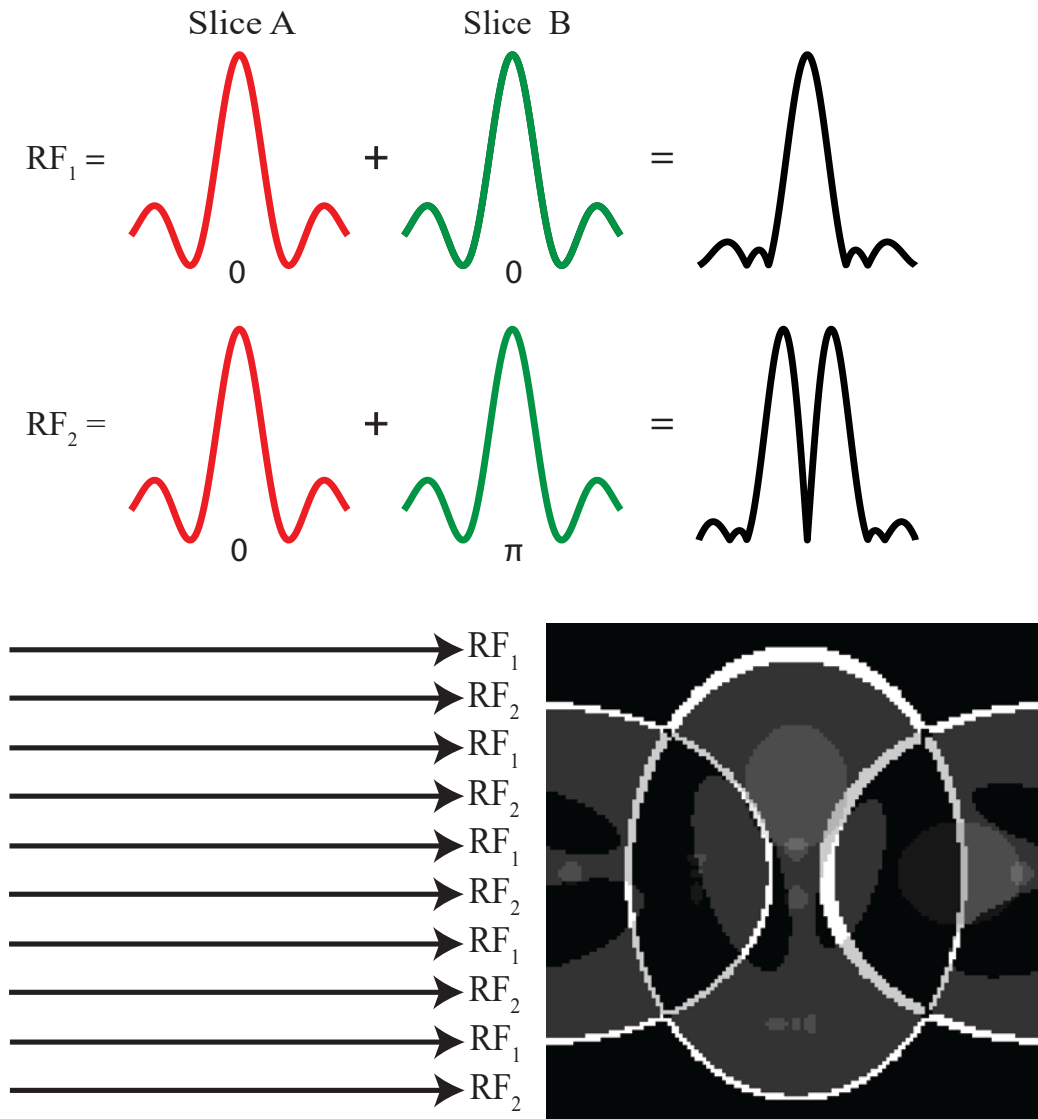 Slice A Slice B
RF₁ = + =
0 0
RF₂ = + =
0 π
RF₁
RF₂
RF₁
RF₂
RF₁
RF₂
RF₁
RF₂
RF₁
RF₂